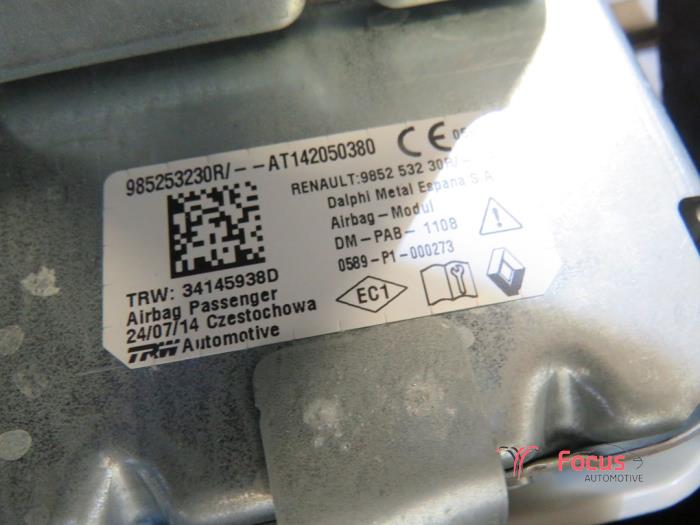 985253230R/--AT142050380 CE 05
RENAULT:9852 532 30R/
Dalphi Metal Espana S.A
Airbag-Modul
DM-PAB-1108
0589-P1-000273
TRW: 34145938D
Airbag Passenger
24/07/14 Czestochowa
TRW Automotive
EC1
Focus
AUTOMOTIVE